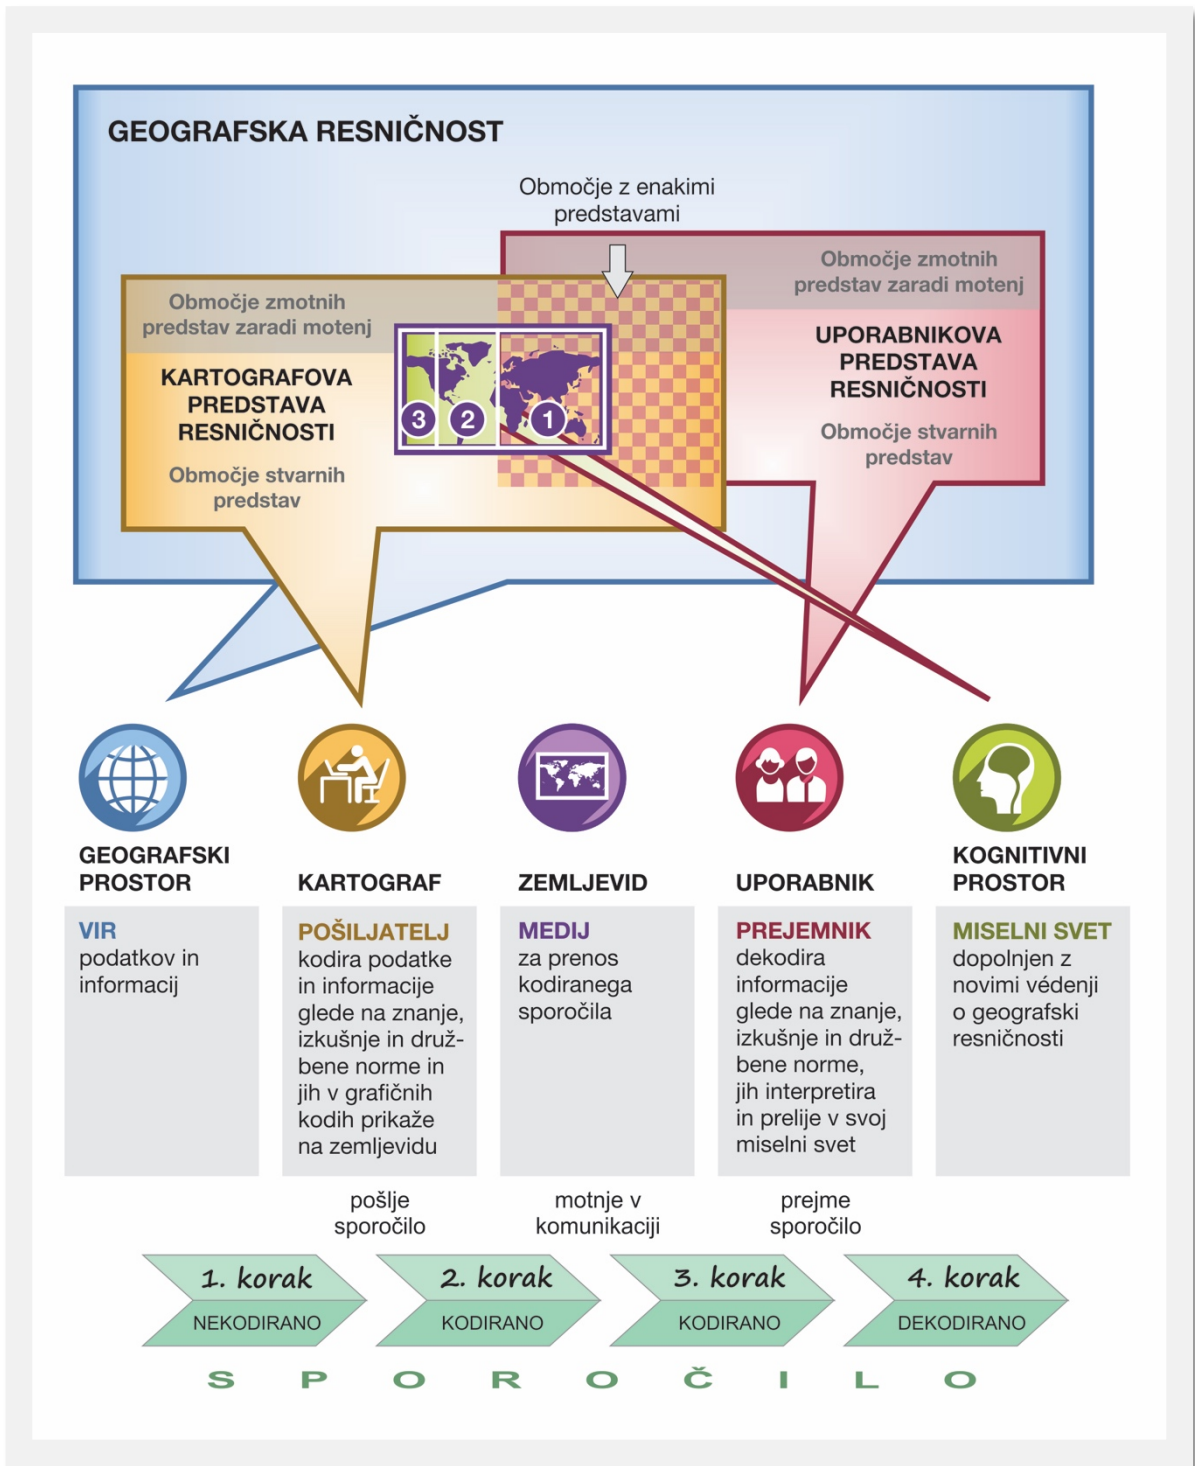 GEOGRAFSKA RESNIČNOST
Območje z enakimi
predstavami
Območje zmotnih
predstav zaradi motenj
UPORABNIKOVA
PREDSTAVA
RESNIČNOSTI
Območje stvarnih
predstav
Območje zmotnih
predstav zaradi motenj
KARTOGRAFOVA
PREDSTAVA
RESNIČNOSTI
Območje stvarnih
predstav
3 2 1
GEOGRAFSKI
PROSTOR
VIR
podatkov in
informacij
KARTOGRAF
POŠILJATELJ
kodira podatke
in informacije
glede na znanje,
izkušnje in druž-
bene norme in
jih v grafičnih
kodih prikaže
na zemljevidu
ZEMLJEVID
MEDIJ
za prenos
kodiranega
sporočila
UPORABNIK
PREJEMNIK
dekodira
informacije
glede na znanje,
izkušnje in druž-
bene norme,
jih interpretira
in prelije v svoj
miselni svet
KOGNITIVNI
PROSTOR
MISELNI SVET
dopolnjen z
novimi védenji
o geografski
resničnosti
pošlje
sporočilo
motnje v
komunikaciji
prejme
sporočilo
1. korak
NEKODIRANO
2. korak
KODIRANO
3. korak
KODIRANO
4. korak
DEKODIRANO
S P O R O Č I L O